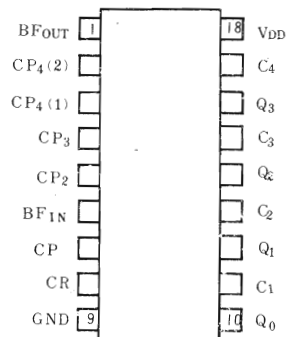 BFOUT 1 18 VDD
CP4(2) C4
CP4(1) Q3
CP3 C3
CP2 Q2
BFIN C2
CP Q1
CR C1
GND 9 10 Q0